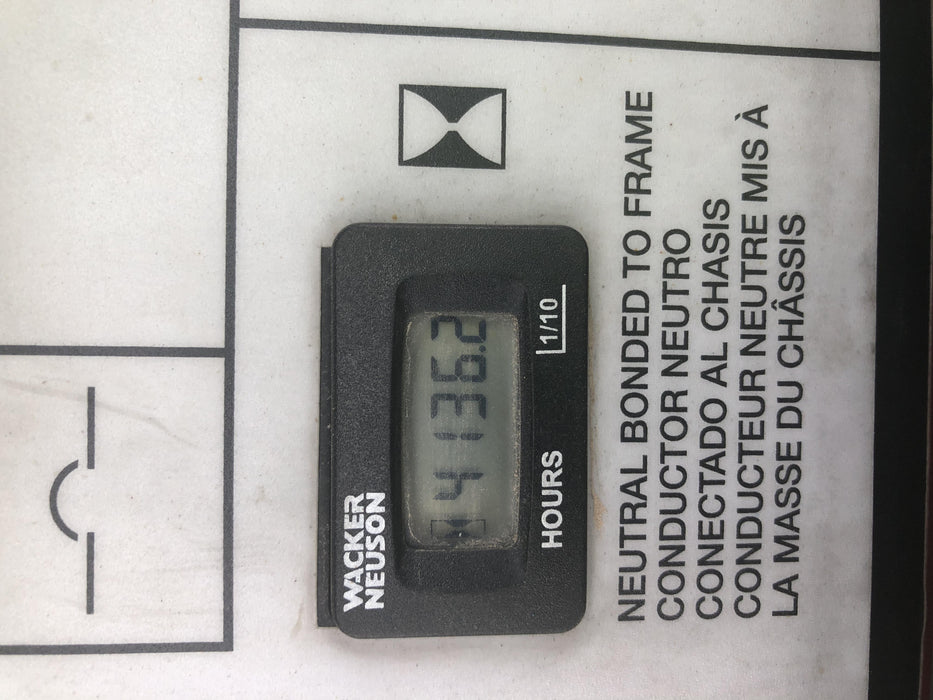 WACKER
NEUSON
4136.2
HOURS
1/10
NEUTRAL BONDED TO FRAME
CONDUCTOR NEUTRO
CONECTADO AL CHASIS
CONDUCTEUR NEUTRE MIS À
LA MASSE DU CHÂSSIS